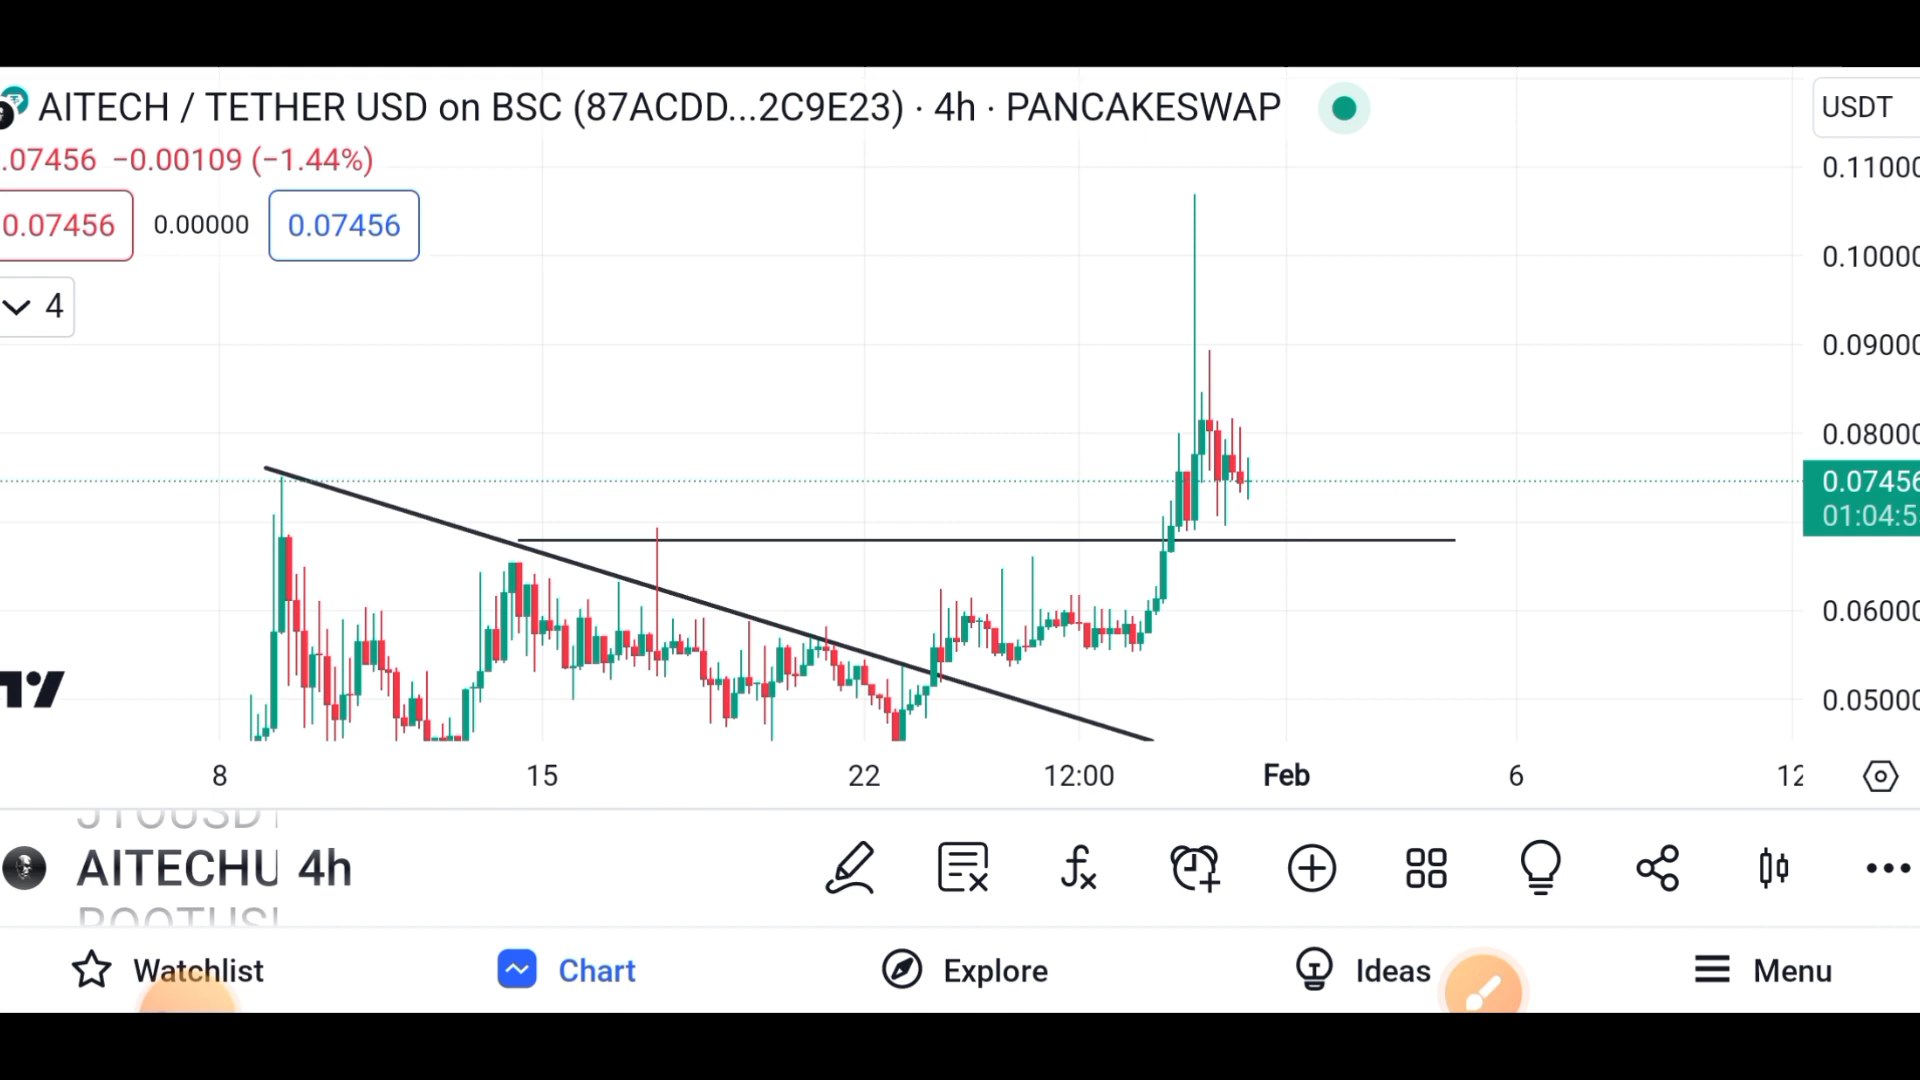 AITECH / TETHER USD on BSC (87ACDD...2C9E23) · 4h · PANCAKESWAP
USDT
.07456 −0.00109 (−1.44%)
0.07456 0.00000 0.07456
4
0.11000
0.10000
0.09000
0.08000
0.07456
01:04:5
0.06000
0.05000
8 15 22 12:00 Feb 6 12
AITECHU 4h
Watchlist Chart Explore Ideas Menu